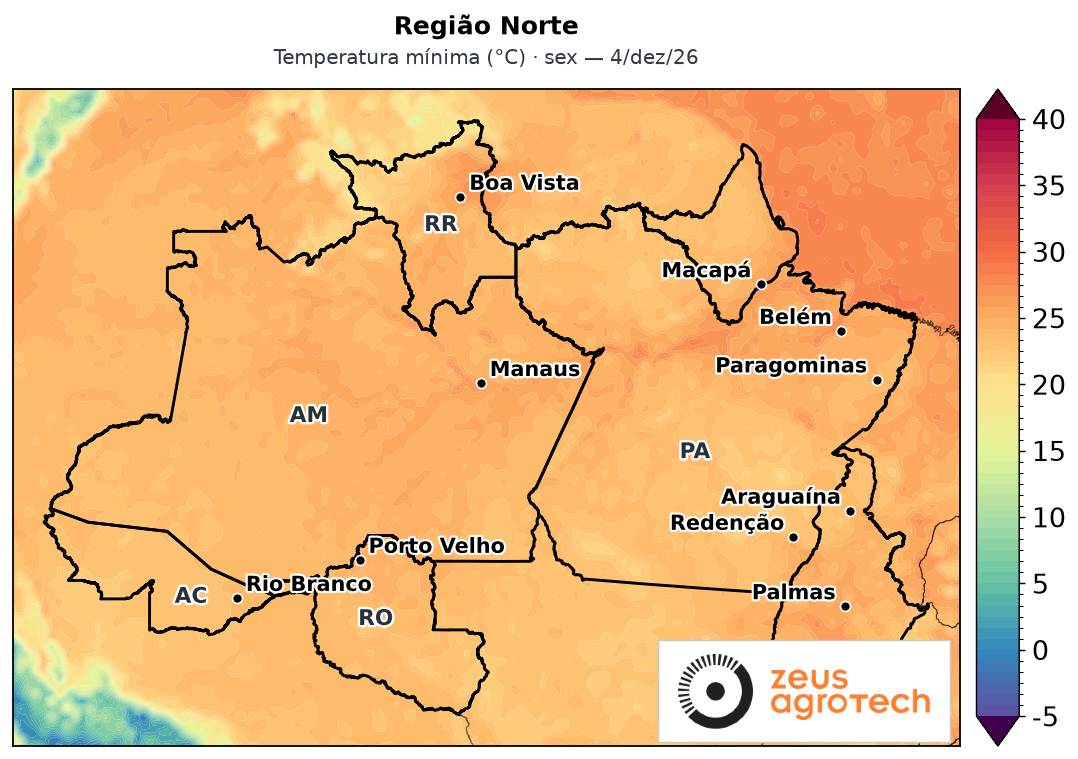 Região Norte
Temperatura mínima (°C) · sex — 4/dez/26
Boa Vista
RR
Macapá
Belém
Paragominas
Manaus
AM
PA
Araguaína
Redenção
Porto Velho
Rio Branco
AC
RO
Palmas
zeus
agrotech
40
35
30
25
20
15
10
5
0
-5